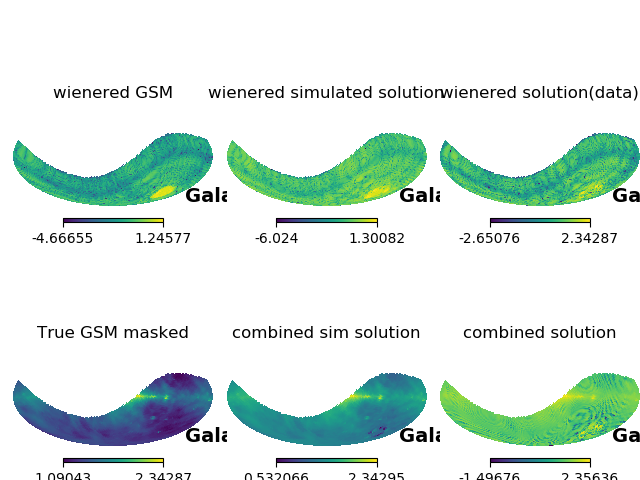 wienered GSM
wienered simulated solution
wienered solution(data)
Gala
Gala
Ga
-4.66655 1.24577
-6.024 1.30082
-2.65076 2.34287
True GSM masked
combined sim solution
combined solution
Gala
Gala
Ga
1.09043 2.34287
0.532066 2.34295
-1.49676 2.35636